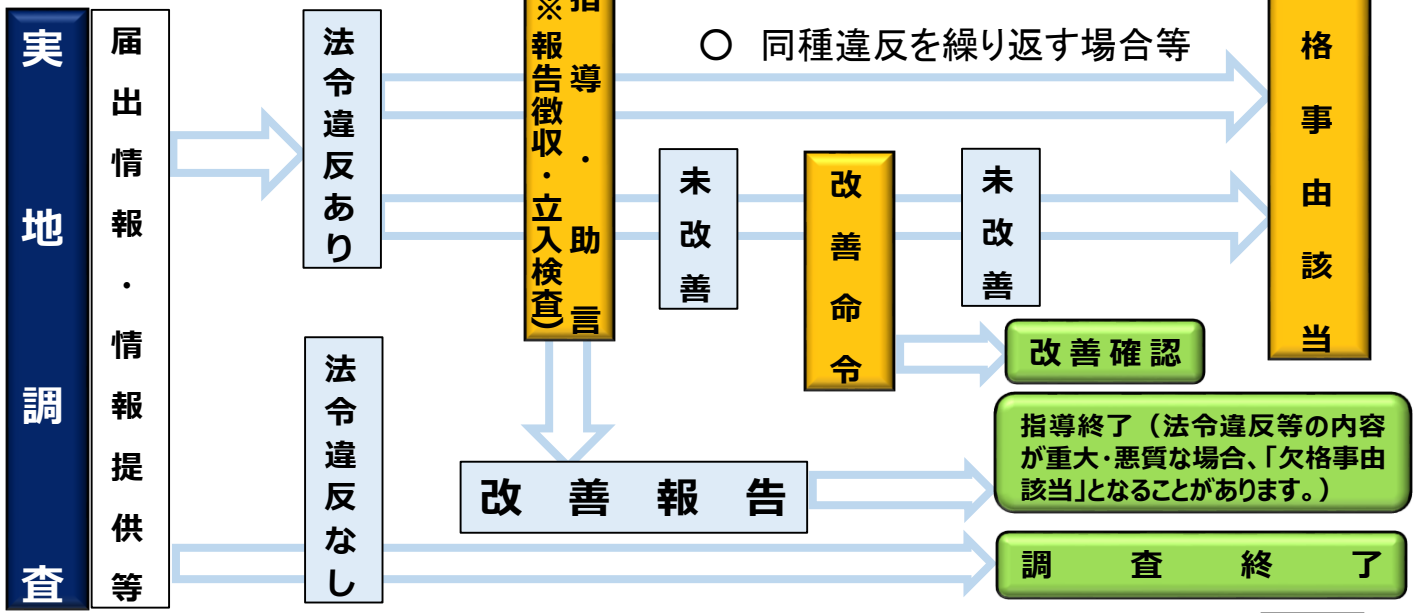 実地調査
届出情報・情報提供等
法令違反あり
法令違反なし
指導・助言
※報告徴収・立入検査)
〇 同種違反を繰り返す場合等
未改善
改善命令
未改善
格事由該当
改善確認
改善報告
指導終了(法令違反等の内容
が重大・悪質な場合、「欠格事由
該当」となることがあります。)
調査終了